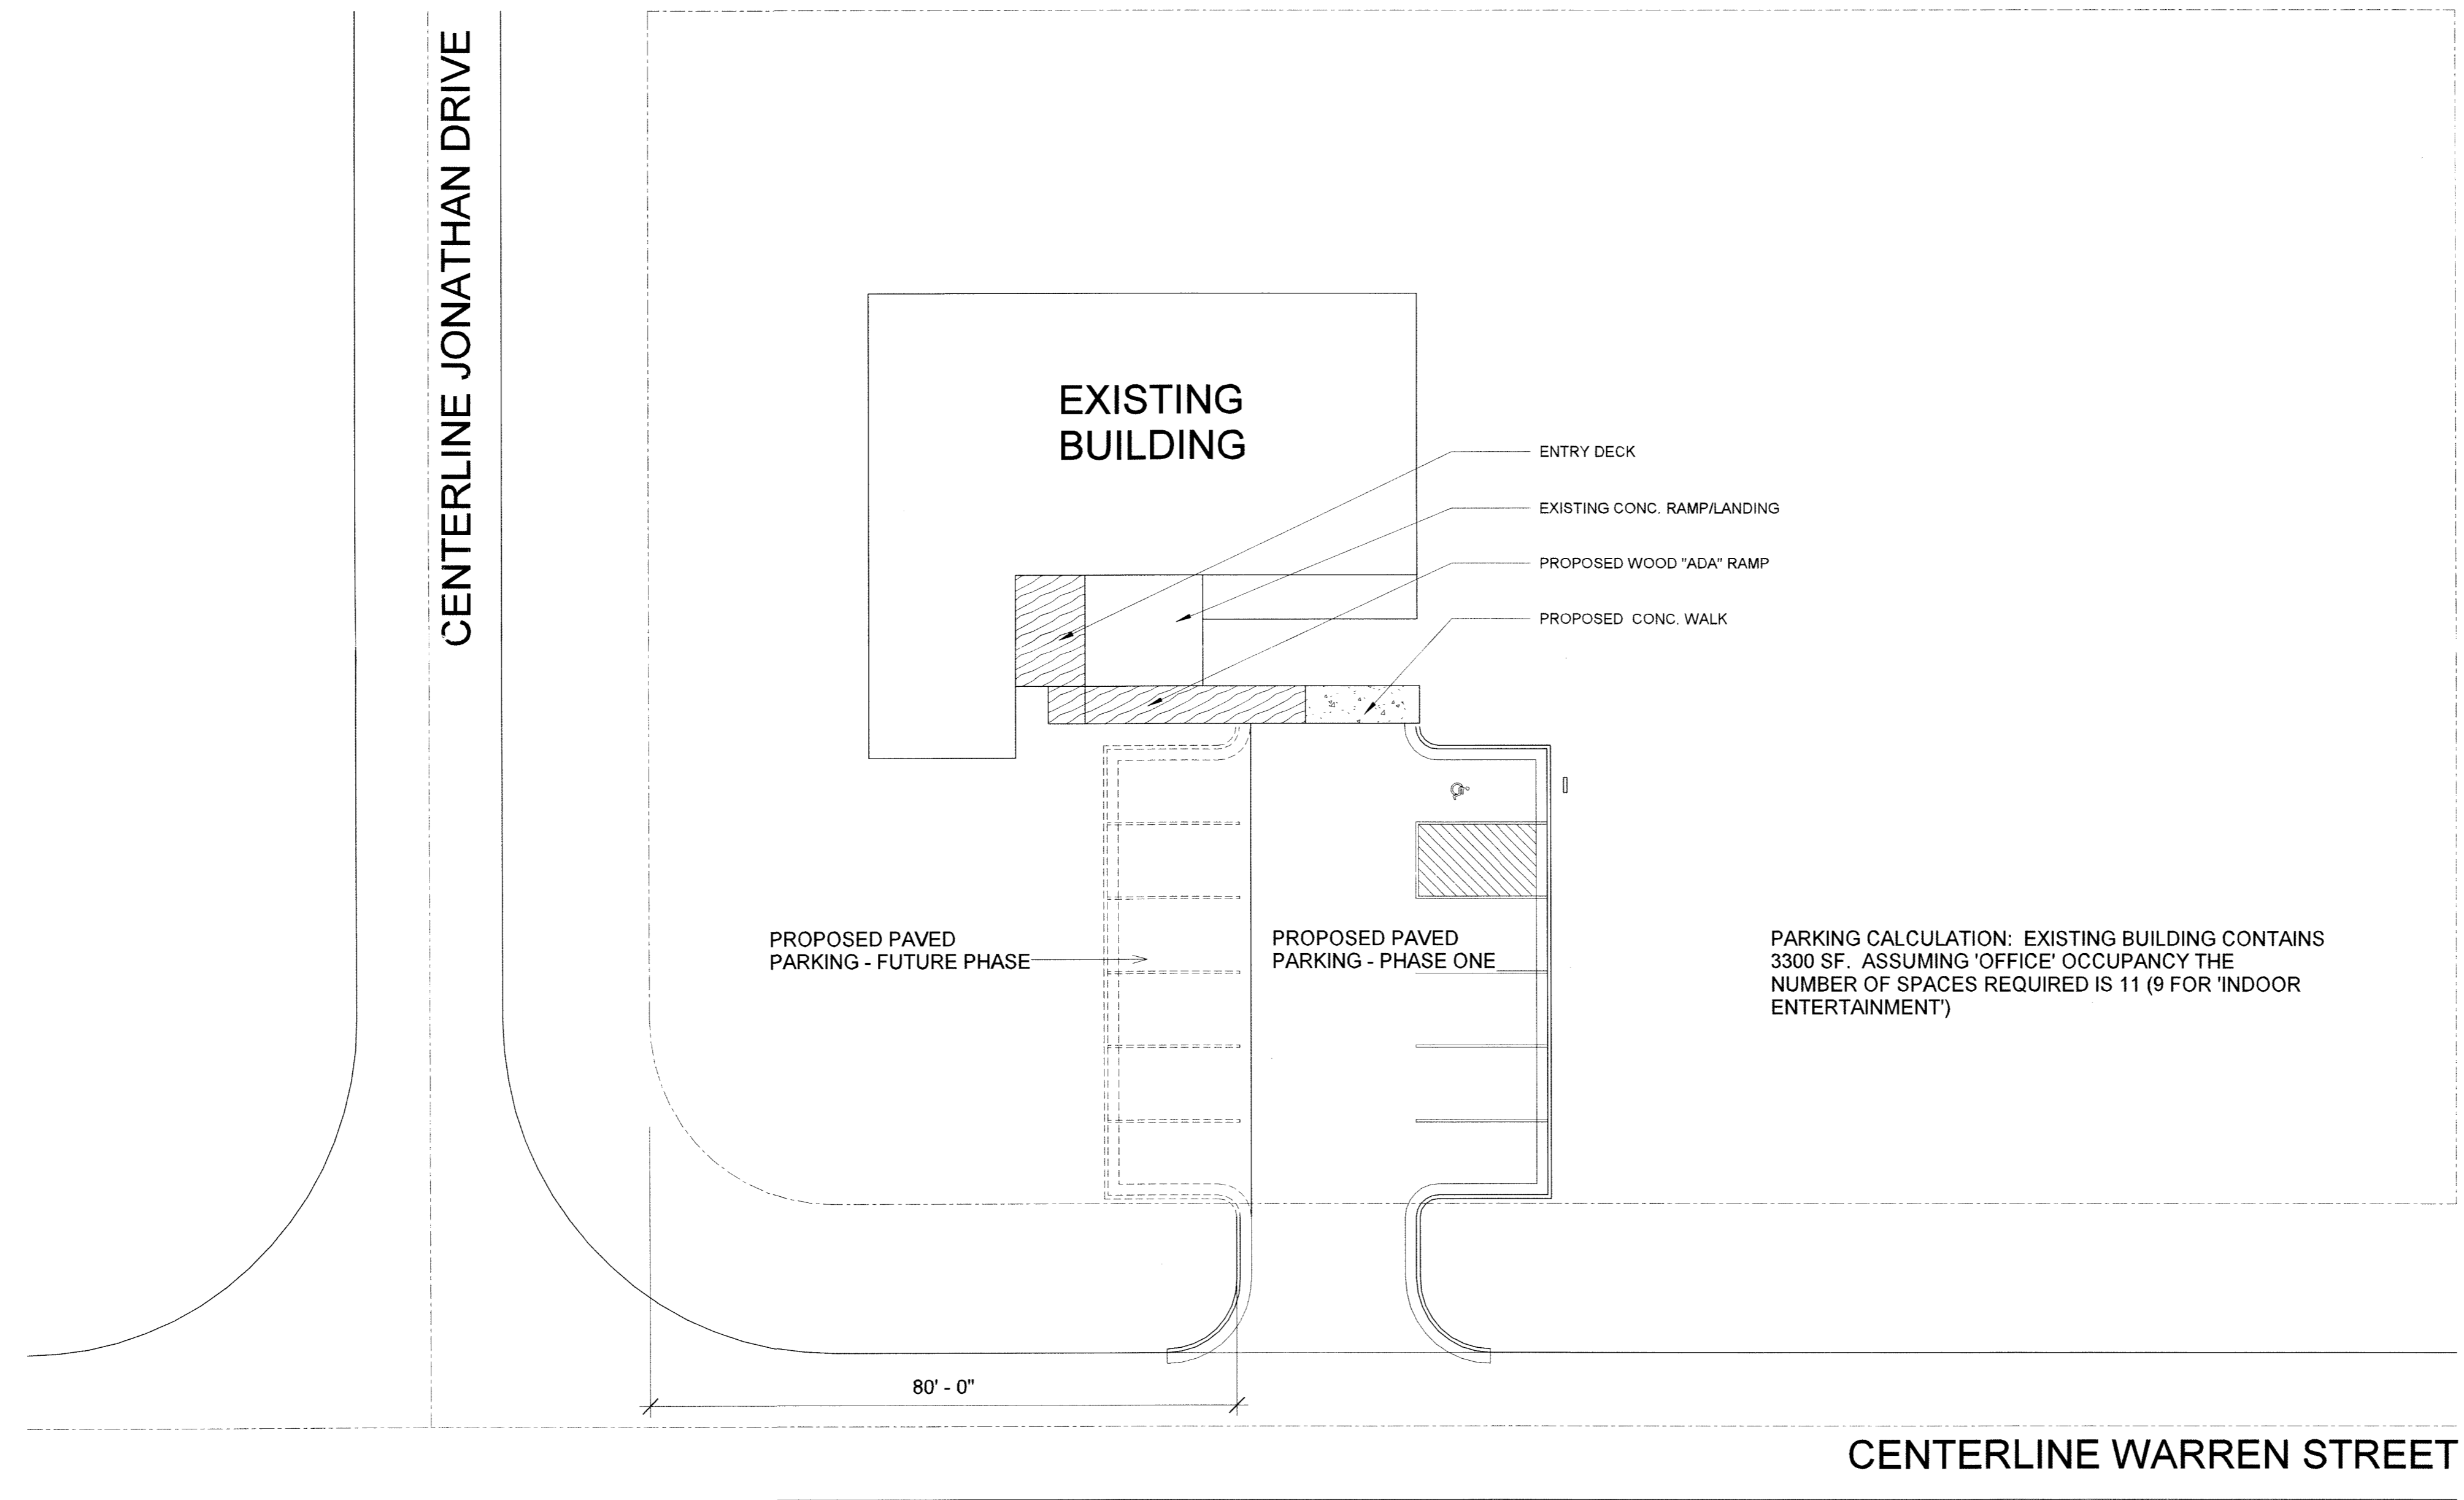 CENTERLINE JONATHAN DRIVE
EXISTING
BUILDING
ENTRY DECK
EXISTING CONC. RAMP/LANDING
PROPOSED WOOD "ADA" RAMP
PROPOSED CONC. WALK
PROPOSED PAVED
PARKING - FUTURE PHASE
PROPOSED PAVED
PARKING - PHASE ONE
PARKING CALCULATION: EXISTING BUILDING CONTAINS
3300 SF. ASSUMING 'OFFICE' OCCUPANCY THE
NUMBER OF SPACES REQUIRED IS 11 (9 FOR 'INDOOR
ENTERTAINMENT')
80' - 0"
CENTERLINE WARREN STREET